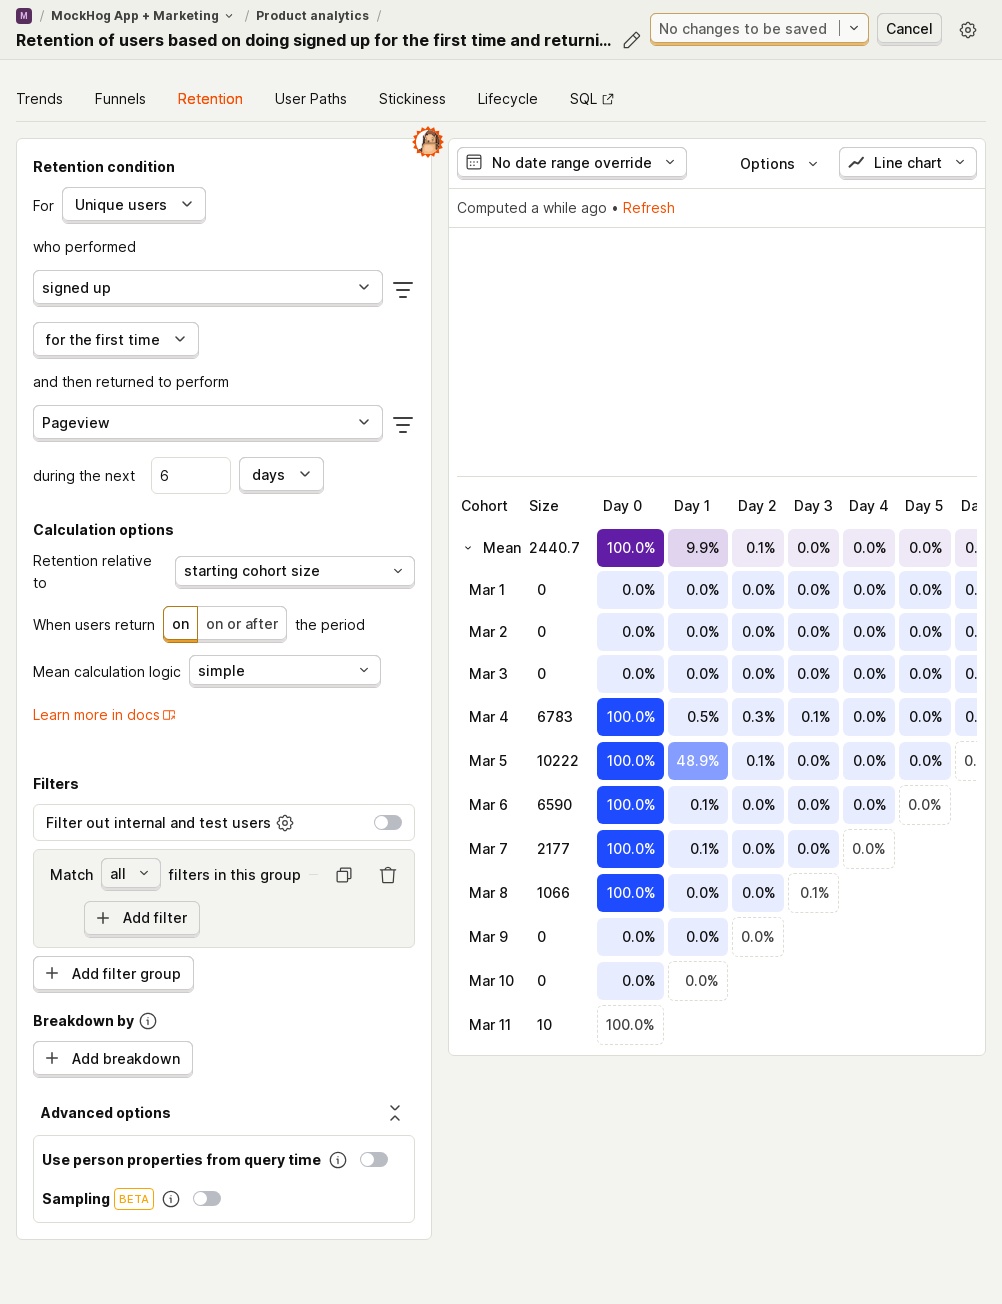 M / MockHog App + Marketing / Product analytics /
Retention of users based on doing signed up for the first time and returni...
No changes to be saved
Cancel
Trends Funnels Retention User Paths Stickiness Lifecycle SQL
Retention condition
For Unique users
who performed
signed up
for the first time
and then returned to perform
Pageview
during the next 6 days
Calculation options
Retention relative to starting cohort size
When users return on on or after the period
Mean calculation logic simple
Learn more in docs
Filters
Filter out internal and test users
Match all filters in this group
Add filter
Add filter group
Breakdown by
Add breakdown
Advanced options
Use person properties from query time
Sampling BETA
No date range override Options Line chart
Computed a while ago • Refresh
Cohort Size Day 0 Day 1 Day 2 Day 3 Day 4 Day 5 Da
Mean 2440.7 100.0% 9.9% 0.1% 0.0% 0.0% 0.0% 0.
Mar 1 0 0.0% 0.0% 0.0% 0.0% 0.0% 0.0% 0.
Mar 2 0 0.0% 0.0% 0.0% 0.0% 0.0% 0.0% 0.
Mar 3 0 0.0% 0.0% 0.0% 0.0% 0.0% 0.0% 0.
Mar 4 6783 100.0% 0.5% 0.3% 0.1% 0.0% 0.0% 0.
Mar 5 10222 100.0% 48.9% 0.1% 0.0% 0.0% 0.0% 0.
Mar 6 6590 100.0% 0.1% 0.0% 0.0% 0.0% 0.0%
Mar 7 2177 100.0% 0.1% 0.0% 0.0% 0.0%
Mar 8 1066 100.0% 0.0% 0.0% 0.1%
Mar 9 0 0.0% 0.0% 0.0%
Mar 10 0 0.0% 0.0%
Mar 11 10 100.0%